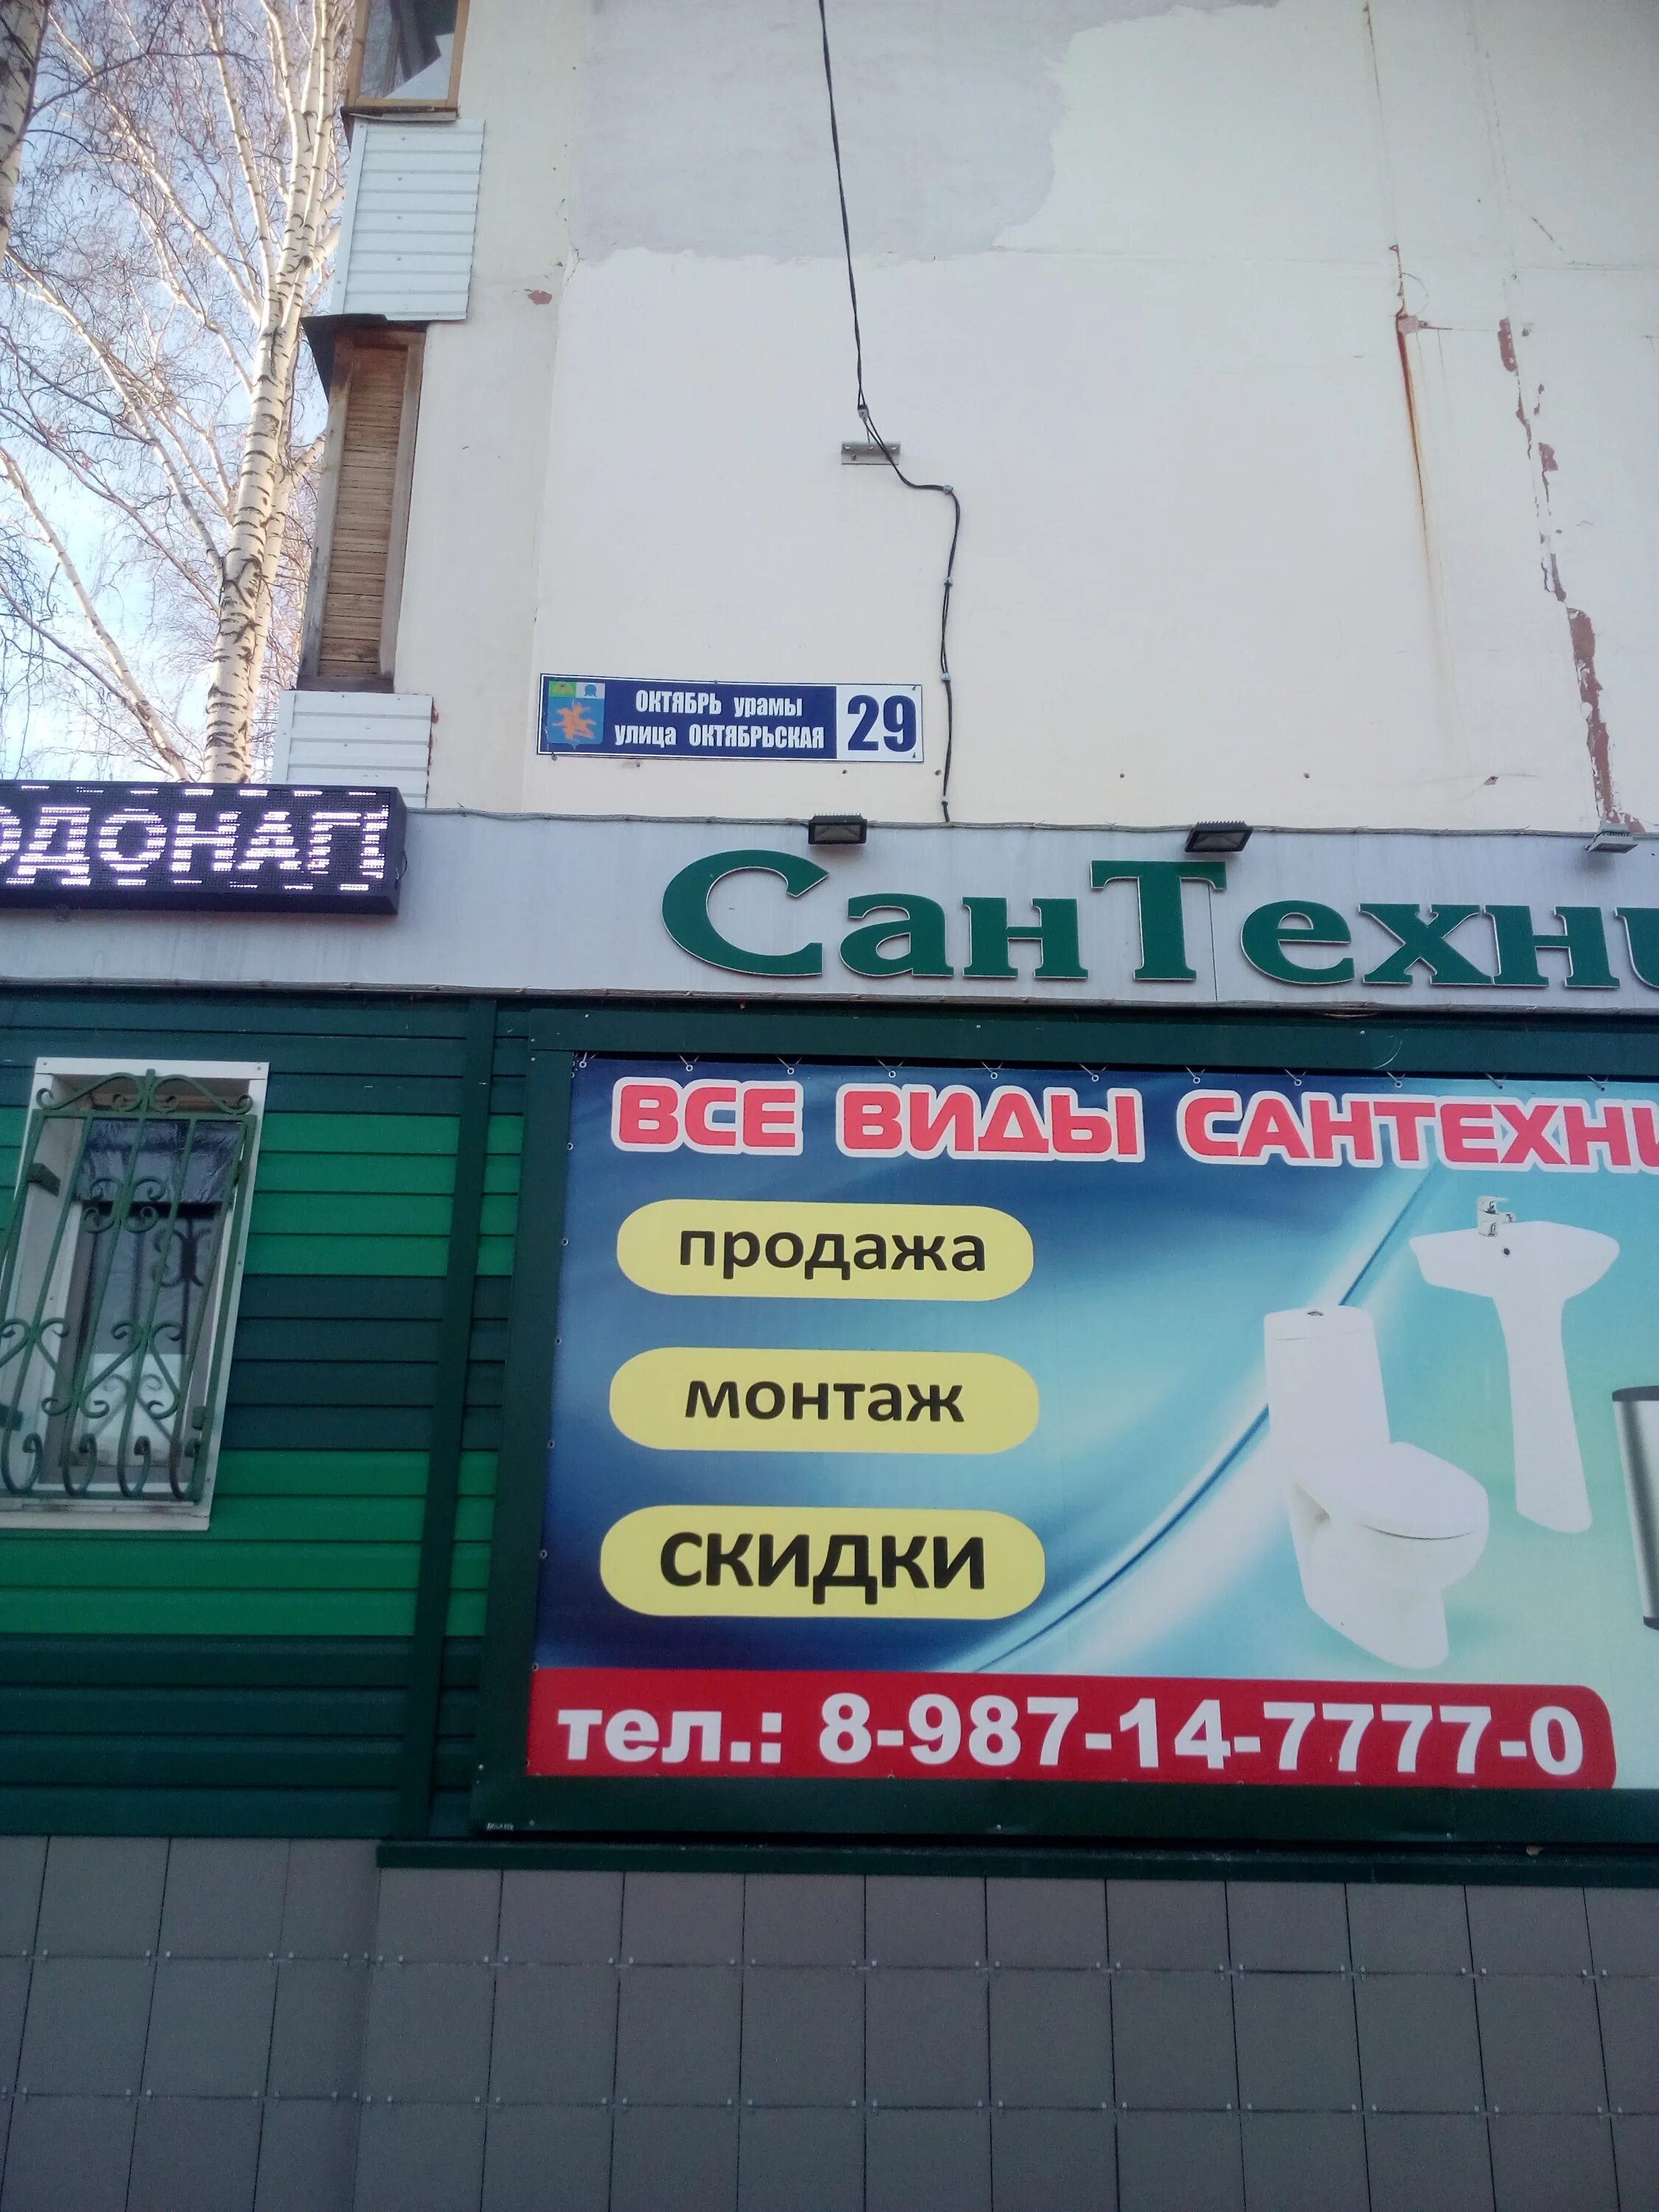 ОКТЯБРЬ урамы
улица ОКТЯБРЬСКАЯ
29
ОДОНАП
СанТехни
ВСЕ ВИДЫ САНТЕХНИ
продажа
монтаж
скидки
тел.: 8-987-14-7777-0